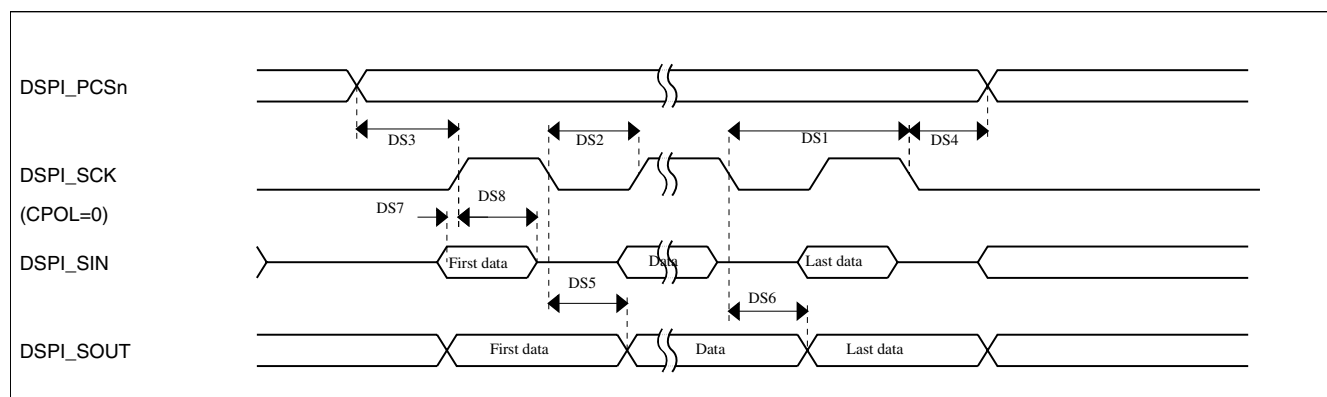 DSPI_PCSn
DS3
DS2
DS1
DS4
DSPI_SCK
(CPOL=0)
DS7
DS8
DSPI_SIN
First data
Data
Last data
DS5
DS6
DSPI_SOUT
First data
Data
Last data